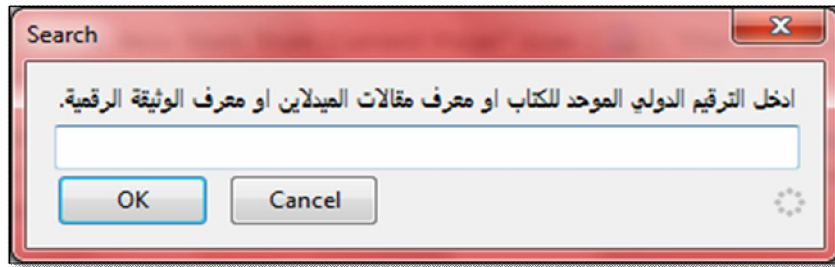 Search
ادخل الترقيم الدولي الموحد للكتاب او معرف مقالات الميدلاين او معرف الوثيقة الرقمية.
OK
Cancel